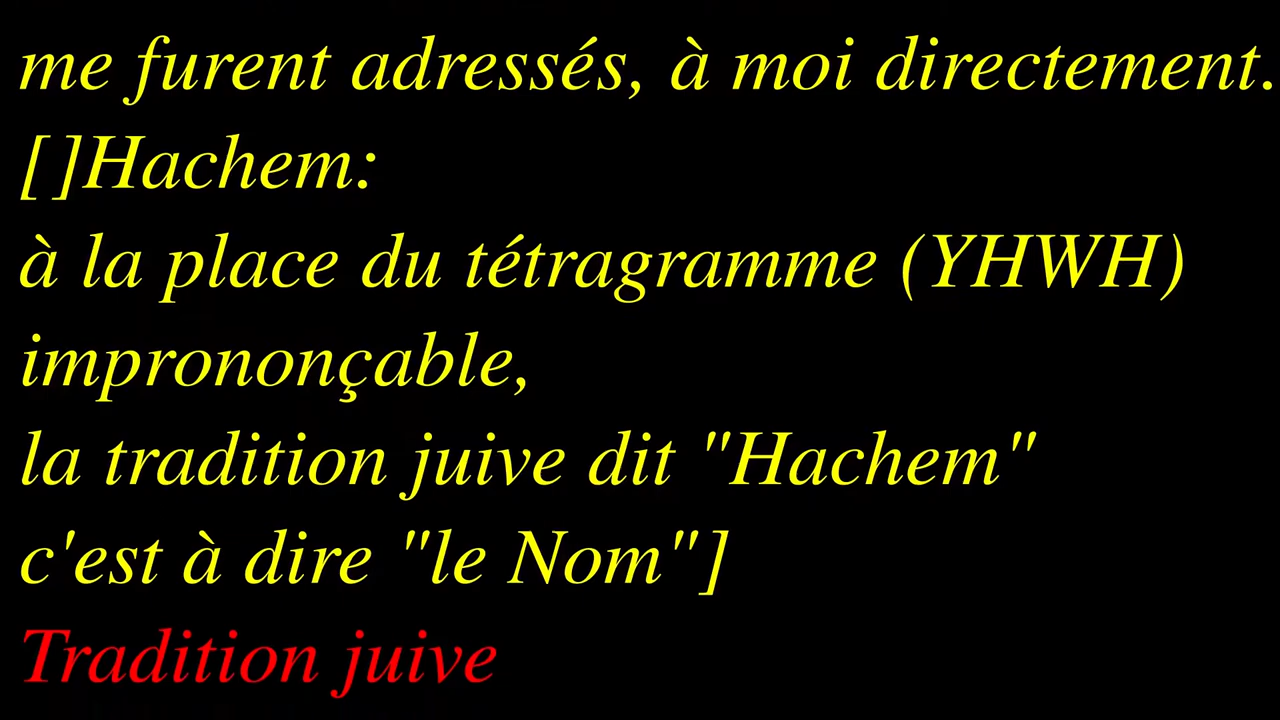 me furent adressés, à moi directement.
[]Hachem:
à la place du tétragramme (YHWH)
imprononçable,
la tradition juive dit "Hachem"
c'est à dire "le Nom"]
Tradition juive